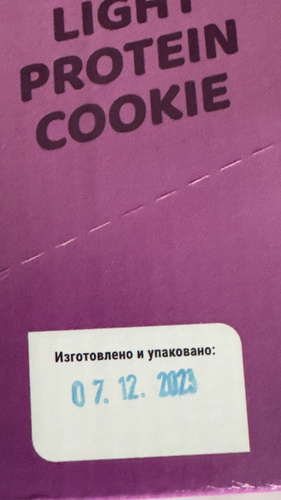 LIGHT
PROTEIN
COOKIE
Изготовлено и упаковано:
07.12.2023